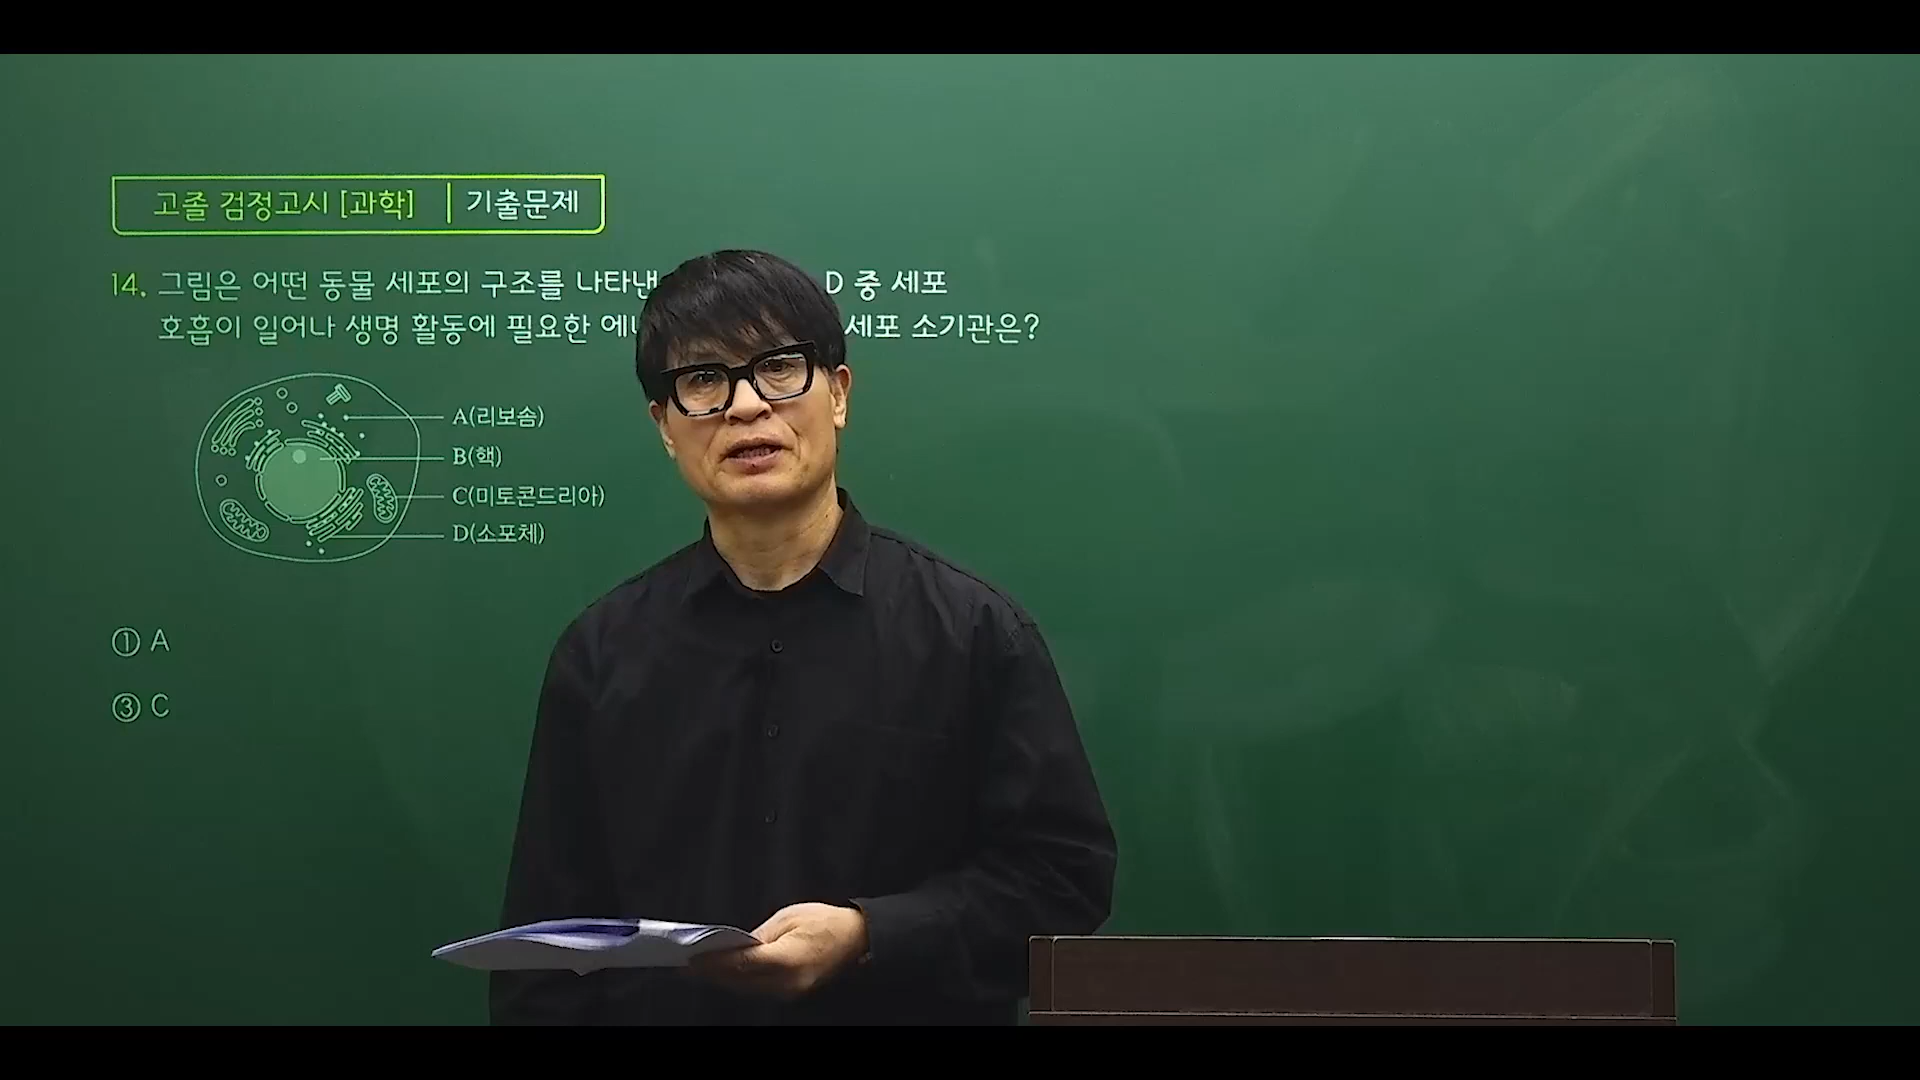 고졸 검정고시 [과학] 기출문제
14. 그림은 어떤 동물 세포의 구조를 나타낸 D 중 세포
호흡이 일어나 생명 활동에 필요한 세포 소기관은?
A(리보솜)
B(핵)
C(미토콘드리아)
D(소포체)
① A
③ C